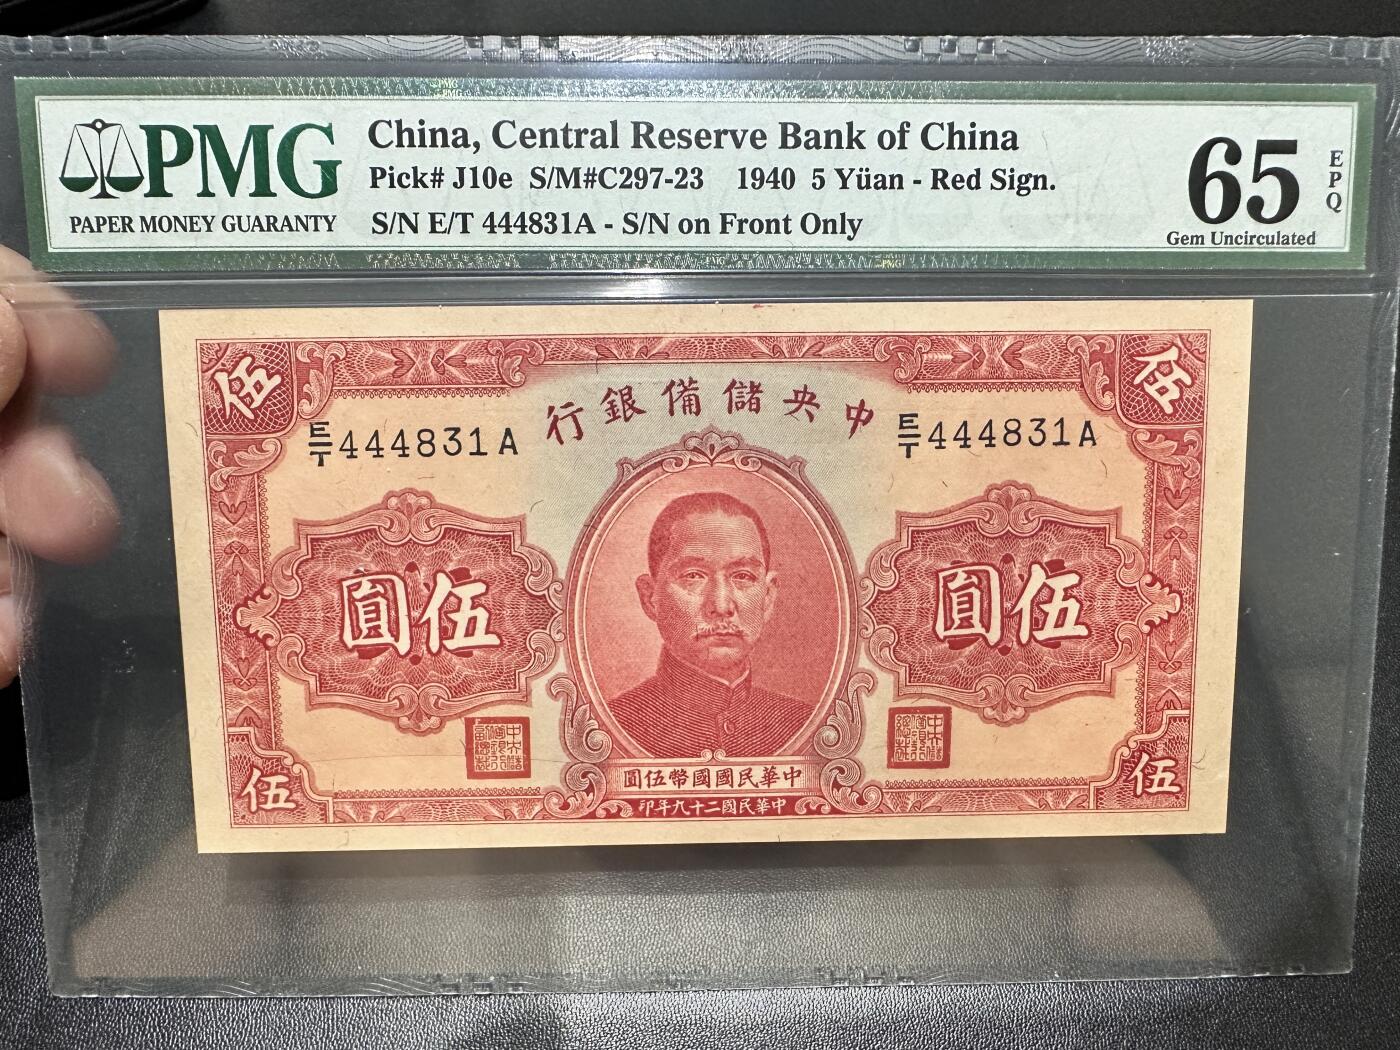 PMG
PAPER MONEY GUARANTY
China, Central Reserve Bank of China
Pick# J10e S/M#C297-23 1940 5 Yüan - Red Sign.
S/N E/T 444831A - S/N on Front Only
65
EPQ
Gem Uncirculated
伍
伍
行銀備儲央中
E/T 444831A
E/T 444831A
圓伍
圓伍
圓伍幣國國民華中
印年九十二國民華中
伍
伍